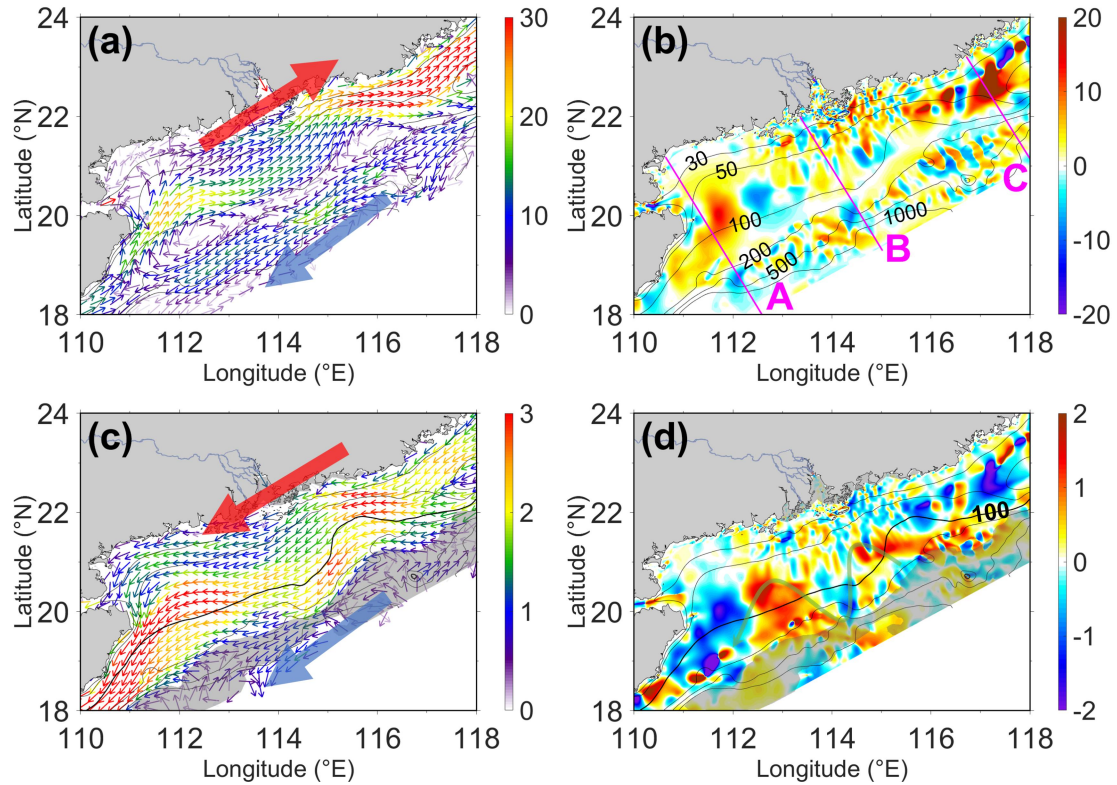 (a)
24
22
20
18
Latitude (°N)
110 112 114 116 118
Longitude (°E)
30
20
10
0
(b)
24
22
20
18
Latitude (°N)
110 112 114 116 118
Longitude (°E)
30
50
100
200
500
1000
A
B
C
20
10
0
-10
-20
(c)
24
22
20
18
Latitude (°N)
110 112 114 116 118
Longitude (°E)
3
2
1
0
(d)
24
22
20
18
Latitude (°N)
110 112 114 116 118
Longitude (°E)
100
2
1
0
-1
-2